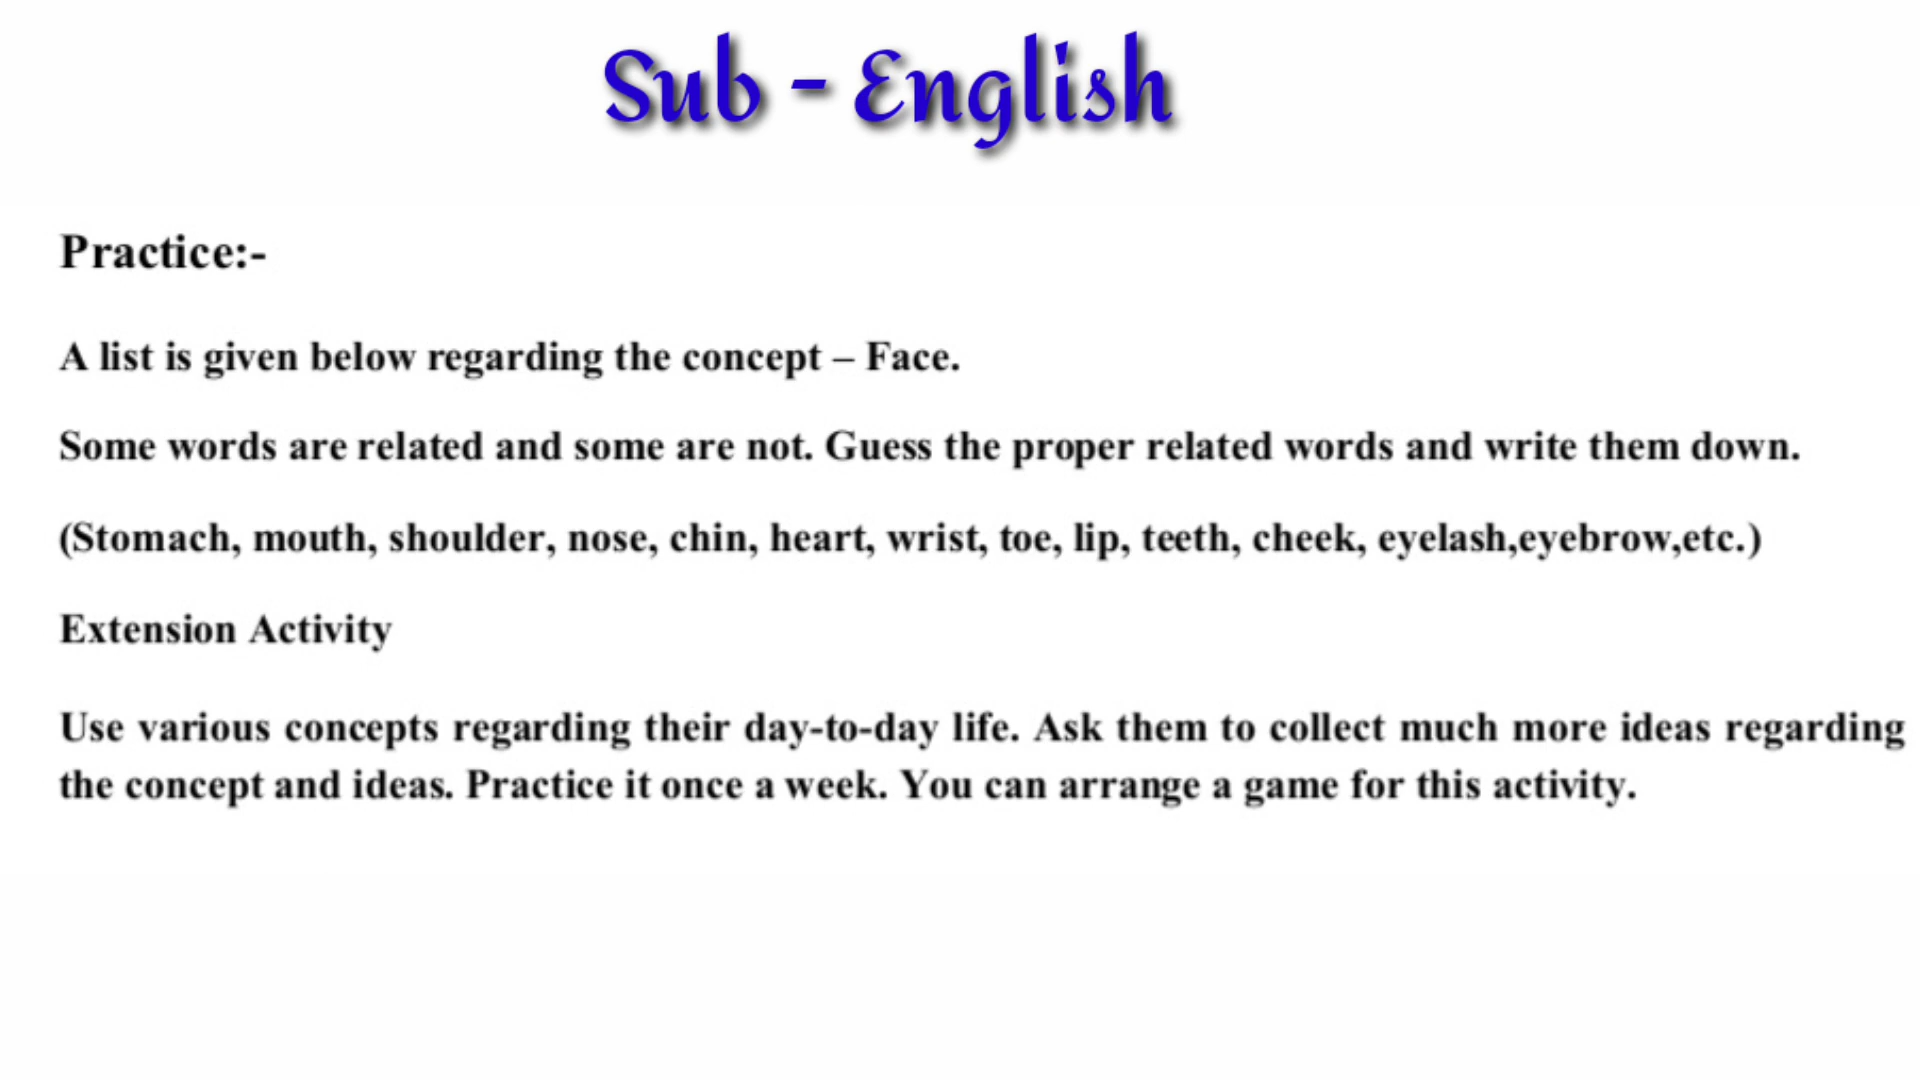 Sub - English
Practice:-
A list is given below regarding the concept – Face.
Some words are related and some are not. Guess the proper related words and write them down.
(Stomach, mouth, shoulder, nose, chin, heart, wrist, toe, lip, teeth, cheek, eyelash,eyebrow,etc.)
Extension Activity
Use various concepts regarding their day-to-day life. Ask them to collect much more ideas regarding
the concept and ideas. Practice it once a week. You can arrange a game for this activity.